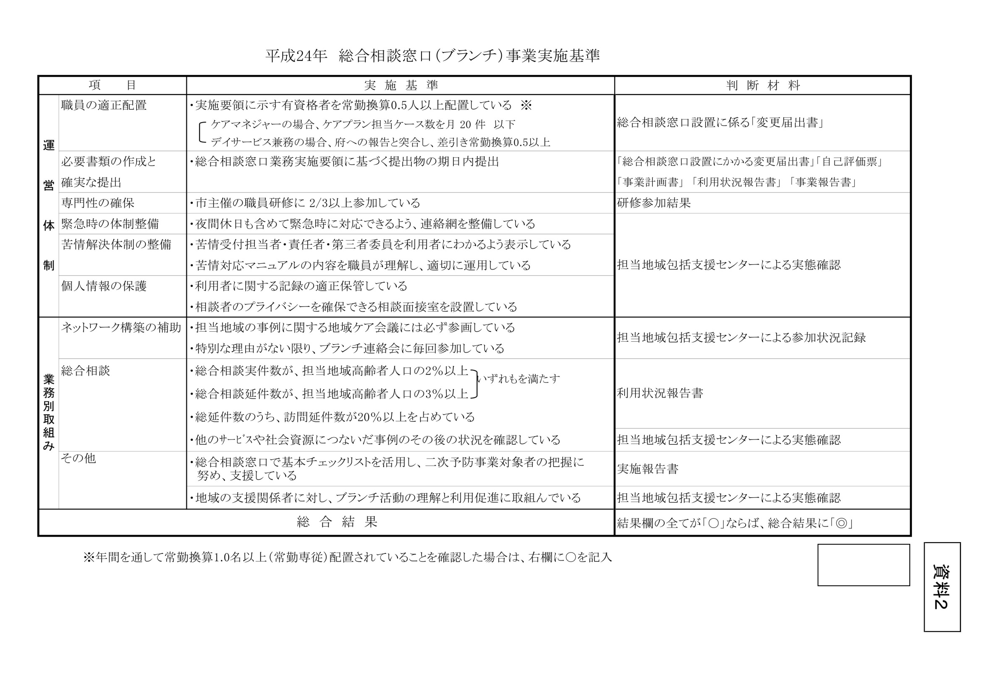 平成24年 総合相談窓口(ブランチ)事業実施基準
項 目
実 施 基 準
判 断 材 料
運営体制
職員の適正配置
・実施要領に示す有資格者を常勤換算0.5人以上配置している ※
ケアマネジャーの場合、ケアプラン担当ケース数を月 20 件 以下
デイサービス兼務の場合、府への報告と突合し、差引き常勤換算0.5以上
総合相談窓口設置に係る「変更届出書」
必要書類の作成と
確実な提出
・総合相談窓口業務実施要領に基づく提出物の期日内提出
「総合相談窓口設置にかかる変更届出書」「自己評価票」
「事業計画書」「利用状況報告書」「事業報告書」
専門性の確保
・市主催の職員研修に 2/3以上参加している
研修参加結果
緊急時の体制整備
・夜間休日も含めて緊急時に対応できるよう、連絡網を整備している
苦情解決体制の整備
・苦情受付担当者・責任者・第三者委員を利用者にわかるよう表示している
・苦情対応マニュアルの内容を職員が理解し、適切に運用している
担当地域包括支援センターによる実態確認
個人情報の保護
・利用者に関する記録の適正保管している
・相談者のプライバシーを確保できる相談面接室を設置している
業務別取組み
ネットワーク構築の補助
・担当地域の事例に関する地域ケア会議には必ず参画している
・特別な理由がない限り、ブランチ連絡会に毎回参加している
担当地域包括支援センターによる参加状況記録
総合相談
・総合相談実件数が、担当地域高齢者人口の2%以上
・総合相談延件数が、担当地域高齢者人口の3%以上
いずれもを満たす
・総延件数のうち、訪問延件数が20%以上を占めている
利用状況報告書
・他のサービスや社会資源につないだ事例のその後の状況を確認している
担当地域包括支援センターによる実態確認
その他
・総合相談窓口で基本チェックリストを活用し、二次予防事業対象者の把握に
努め、支援している
実施報告書
・地域の支援関係者に対し、ブランチ活動の理解と利用促進に取組んでいる
担当地域包括支援センターによる実態確認
総 合 結 果
結果欄の全てが「○」ならば、総合結果に「◎」
※年間を通して常勤換算1.0名以上(常勤専従)配置されていることを確認した場合は、右欄に○を記入
資料2